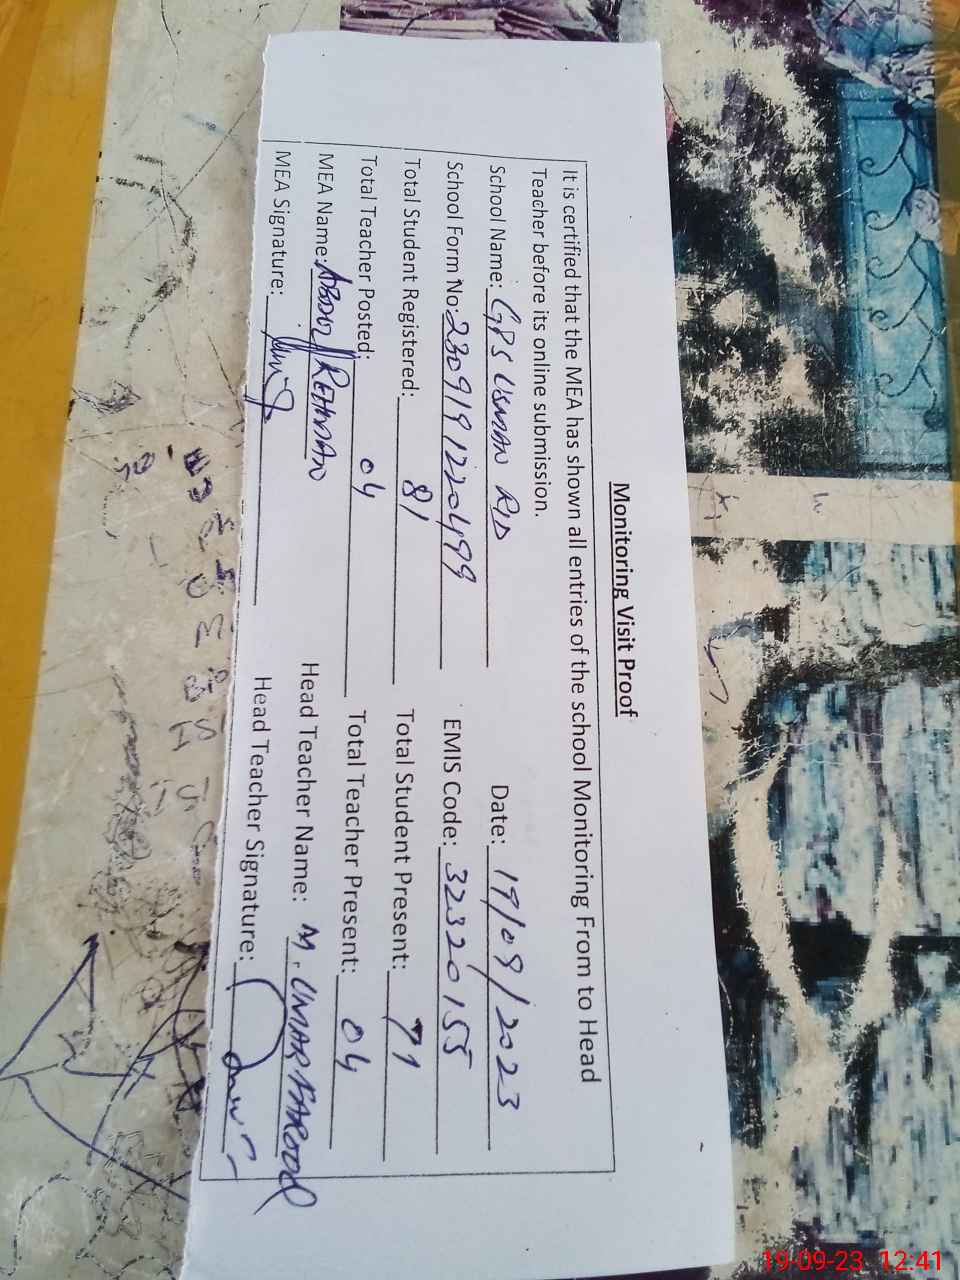 Monitoring Visit Proof
It is certified that the MEA has shown all entries of the school Monitoring From to Head
Teacher before its online submission.
School Name: GPS USMAN RID Date: 19/09/2023
School Form No: 2309191220499 EMIS Code: 32320155
Total Student Registered: 81 Total Student Present: 71
Total Teacher Posted: 04 Total Teacher Present: 04
MEA Name: ABDUL REHMAN Head Teacher Name: M. UMAR FAROOQ
MEA Signature: Head Teacher Signature:
19-09-23 12:41